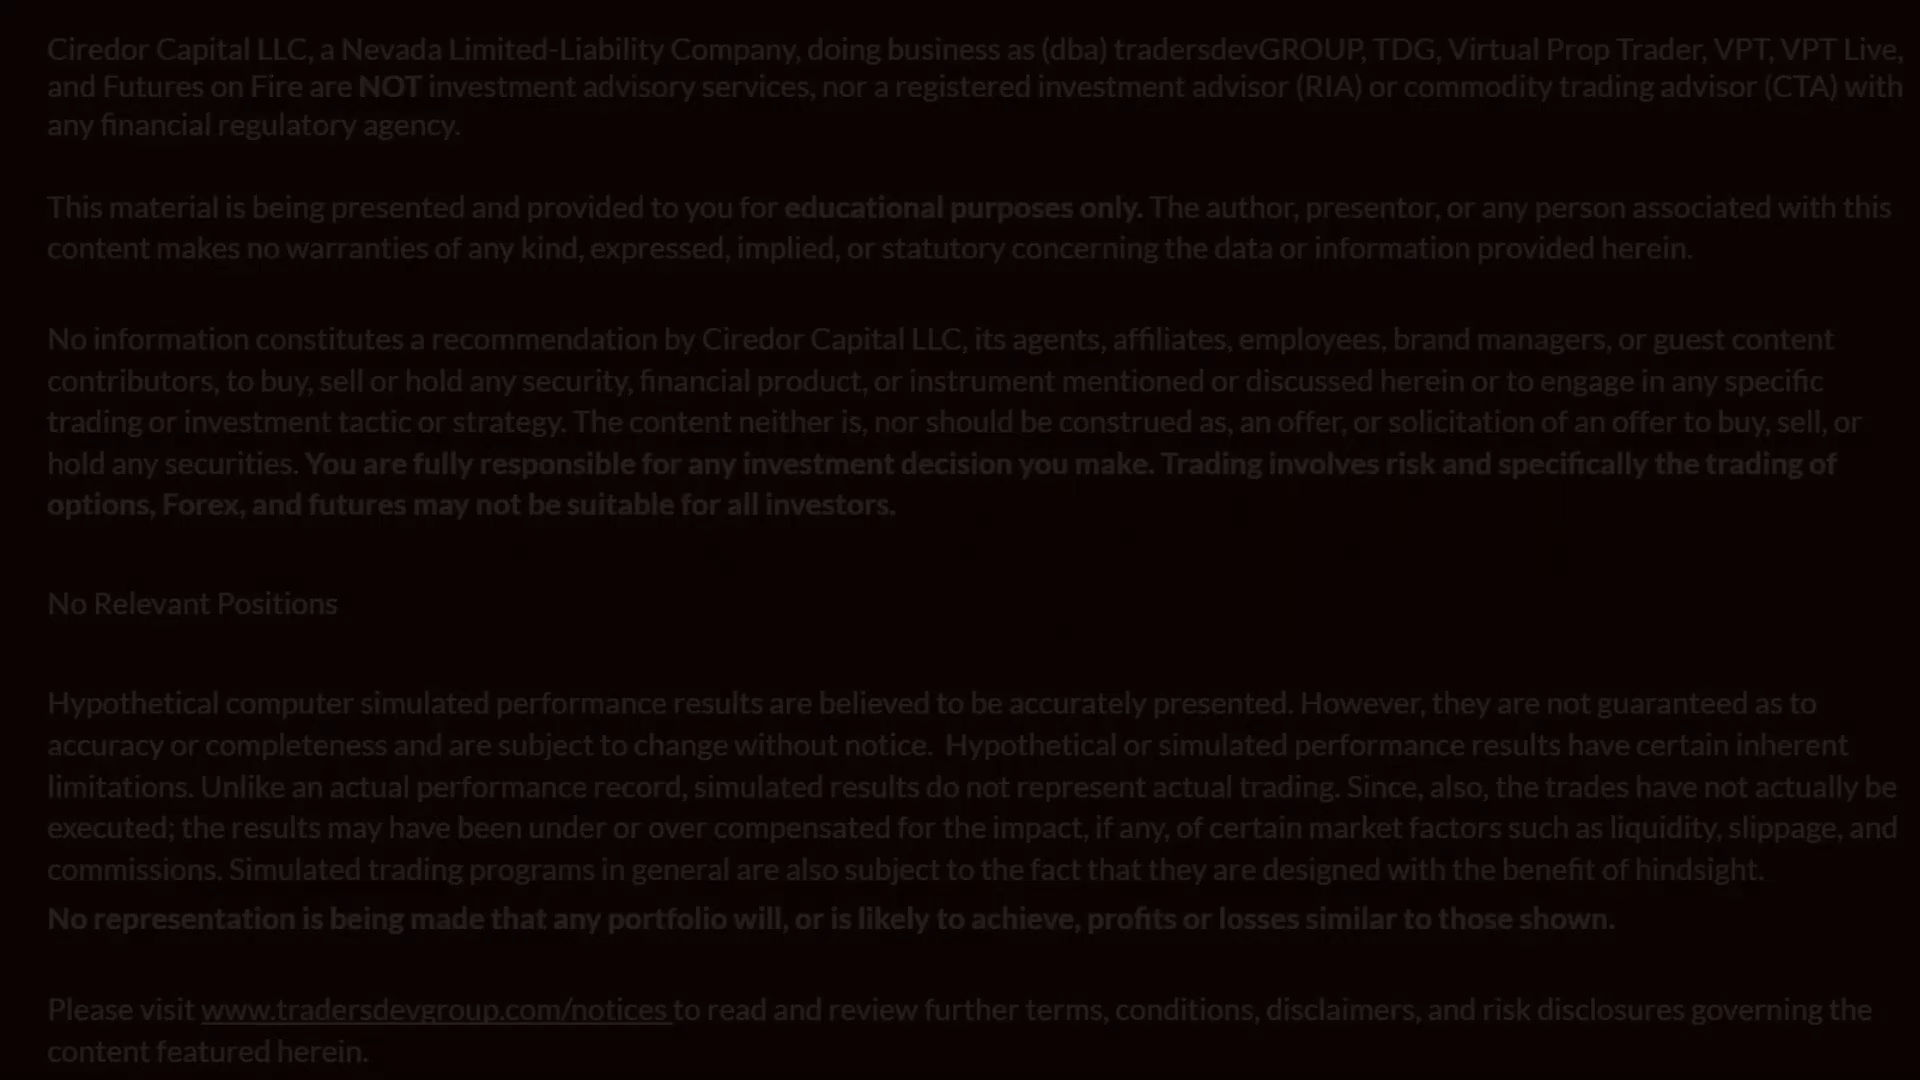 Ciredor Capital LLC, a Nevada Limited-Liability Company, doing business as (dba) tradersdevGROUP, TDG, Virtual Prop Trader, VPT, VPT Live,
and Futures on Fire are NOT investment advisory services, nor a registered investment advisor (RIA) or commodity trading advisor (CTA) with
any financial regulatory agency.
This material is being presented and provided to you for educational purposes only. The author, presentor, or any person associated with this
content makes no warranties of any kind, expressed, implied, or statutory concerning the data or information provided herein.
No information constitutes a recommendation by Ciredor Capital LLC, its agents, affiliates, employees, brand managers, or guest content
contributors, to buy, sell or hold any security, financial product, or instrument mentioned or discussed herein or to engage in any specific
trading or investment tactic or strategy. The content neither is, nor should be construed as, an offer, or solicitation of an offer to buy, sell, or
hold any securities. You are fully responsible for any investment decision you make. Trading involves risk and specifically the trading of
options, Forex, and futures may not be suitable for all investors.
No Relevant Positions
Hypothetical computer simulated performance results are believed to be accurately presented. However, they are not guaranteed as to
accuracy or completeness and are subject to change without notice.  Hypothetical or simulated performance results have certain inherent
limitations. Unlike an actual performance record, simulated results do not represent actual trading. Since, also, the trades have not actually be
executed; the results may have been under or over compensated for the impact, if any, of certain market factors such as liquidity, slippage, and
commissions. Simulated trading programs in general are also subject to the fact that they are designed with the benefit of hindsight.
No representation is being made that any portfolio will, or is likely to achieve, profits or losses similar to those shown.
Please visit www.tradersdevgroup.com/notices to read and review further terms, conditions, disclaimers, and risk disclosures governing the
content featured herein.